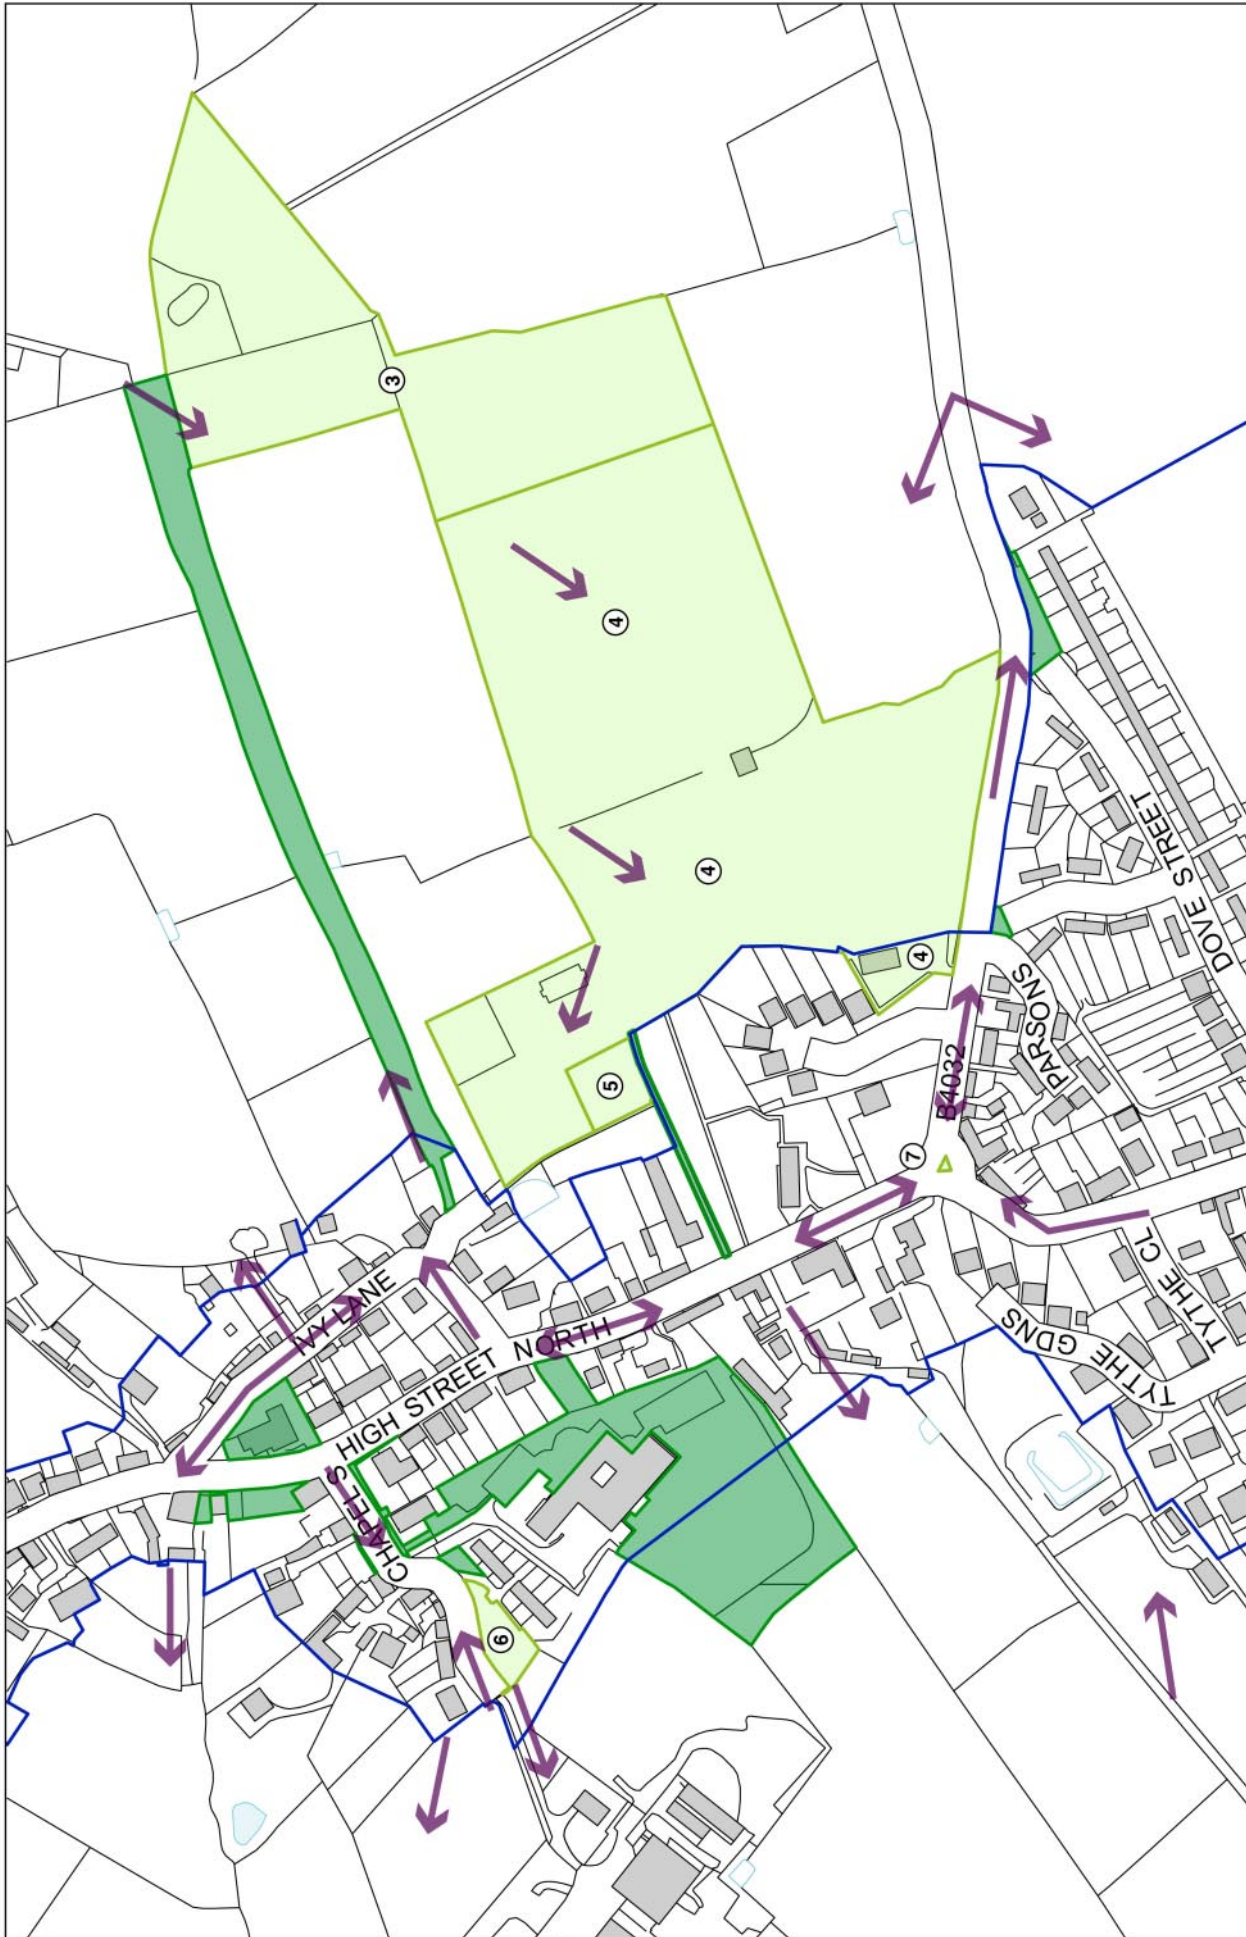 3
4
4
4
5
7
6
IVY LANE
HIGH STREET NORTH
CHAPELS
B4032
PARSONS
DOVE STREET
TYTHE GDNS
TYTHE CL